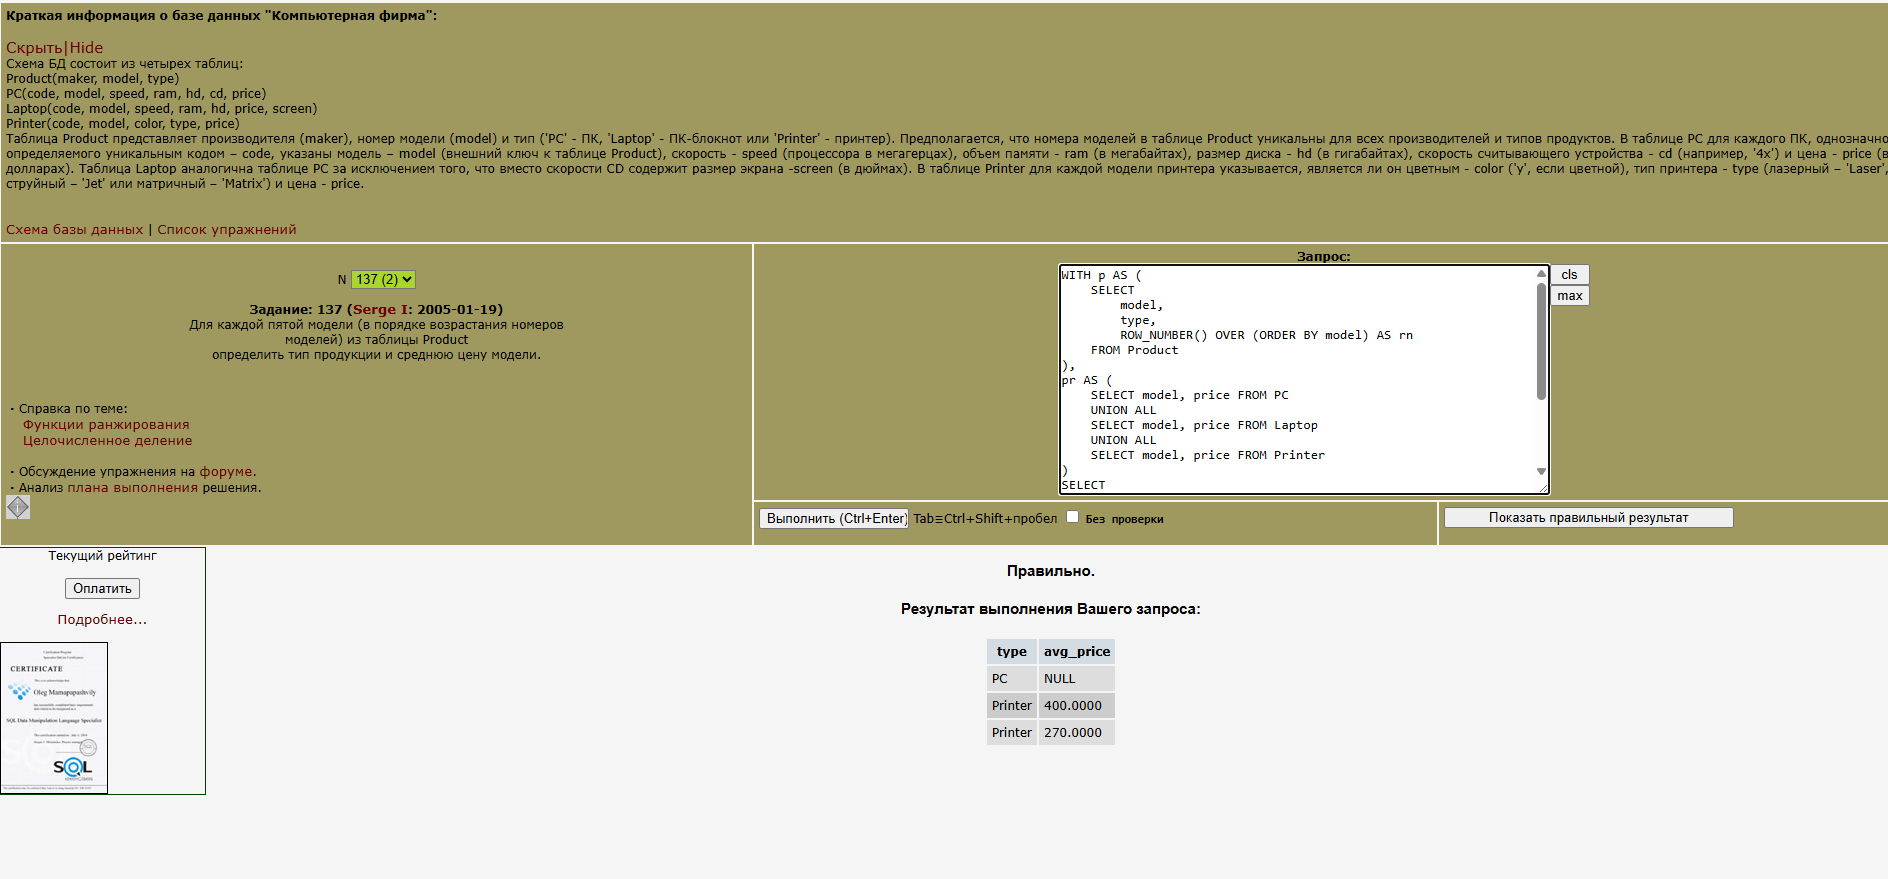 Краткая информация о базе данных "Компьютерная фирма":
Скрыть|Hide
Схема БД состоит из четырех таблиц:
Product(maker, model, type)
PC(code, model, speed, ram, hd, cd, price)
Laptop(code, model, speed, ram, hd, price, screen)
Printer(code, model, color, type, price)
Таблица Product представляет производителя (maker), номер модели (model) и тип ('PC' - ПК, 'Laptop' - ПК-блокнот или 'Printer' - принтер). Предполагается, что номера моделей в таблице Product уникальны для всех производителей и типов продуктов. В таблице PC для каждого ПК, однозначно
определяемого уникальным кодом – code, указаны модель – model (внешний ключ к таблице Product), скорость - speed (процессора в мегагерцах), объем памяти - ram (в мегабайтах), размер диска - hd (в гигабайтах), скорость считывающего устройства - cd (например, '4x') и цена - price (в
долларах). Таблица Laptop аналогична таблице PC за исключением того, что вместо скорости CD содержит размер экрана -screen (в дюймах). В таблице Printer для каждой модели принтера указывается, является ли он цветным - color ('y', если цветной), тип принтера - type (лазерный – 'Laser',
струйный – 'Jet' или матричный – 'Matrix') и цена - price.
Схема базы данных | Список упражнений
N 137 (2)
Задание: 137 (Serge I: 2005-01-19)
Для каждой пятой модели (в порядке возрастания номеров
моделей) из таблицы Product
определить тип продукции и среднюю цену модели.
· Справка по теме:
Функции ранжирования
Целочисленное деление
· Обсуждение упражнения на форуме.
· Анализ плана выполнения решения.
Запрос:
WITH p AS (
SELECT
model,
type,
ROW_NUMBER() OVER (ORDER BY model) AS rn
FROM Product
),
pr AS (
SELECT model, price FROM PC
UNION ALL
SELECT model, price FROM Laptop
UNION ALL
SELECT model, price FROM Printer
)
SELECT
cls
max
Выполнить (Ctrl+Enter) Tab≡Ctrl+Shift+пробел Без проверки
Показать правильный результат
Текущий рейтинг
Оплатить
Подробнее...
CERTIFICATE
Oleg Mamapapashvily
SQL Data Manipulation Language Specialist
SQL
Правильно.
Результат выполнения Вашего запроса:
type avg_price
PC NULL
Printer 400.0000
Printer 270.0000